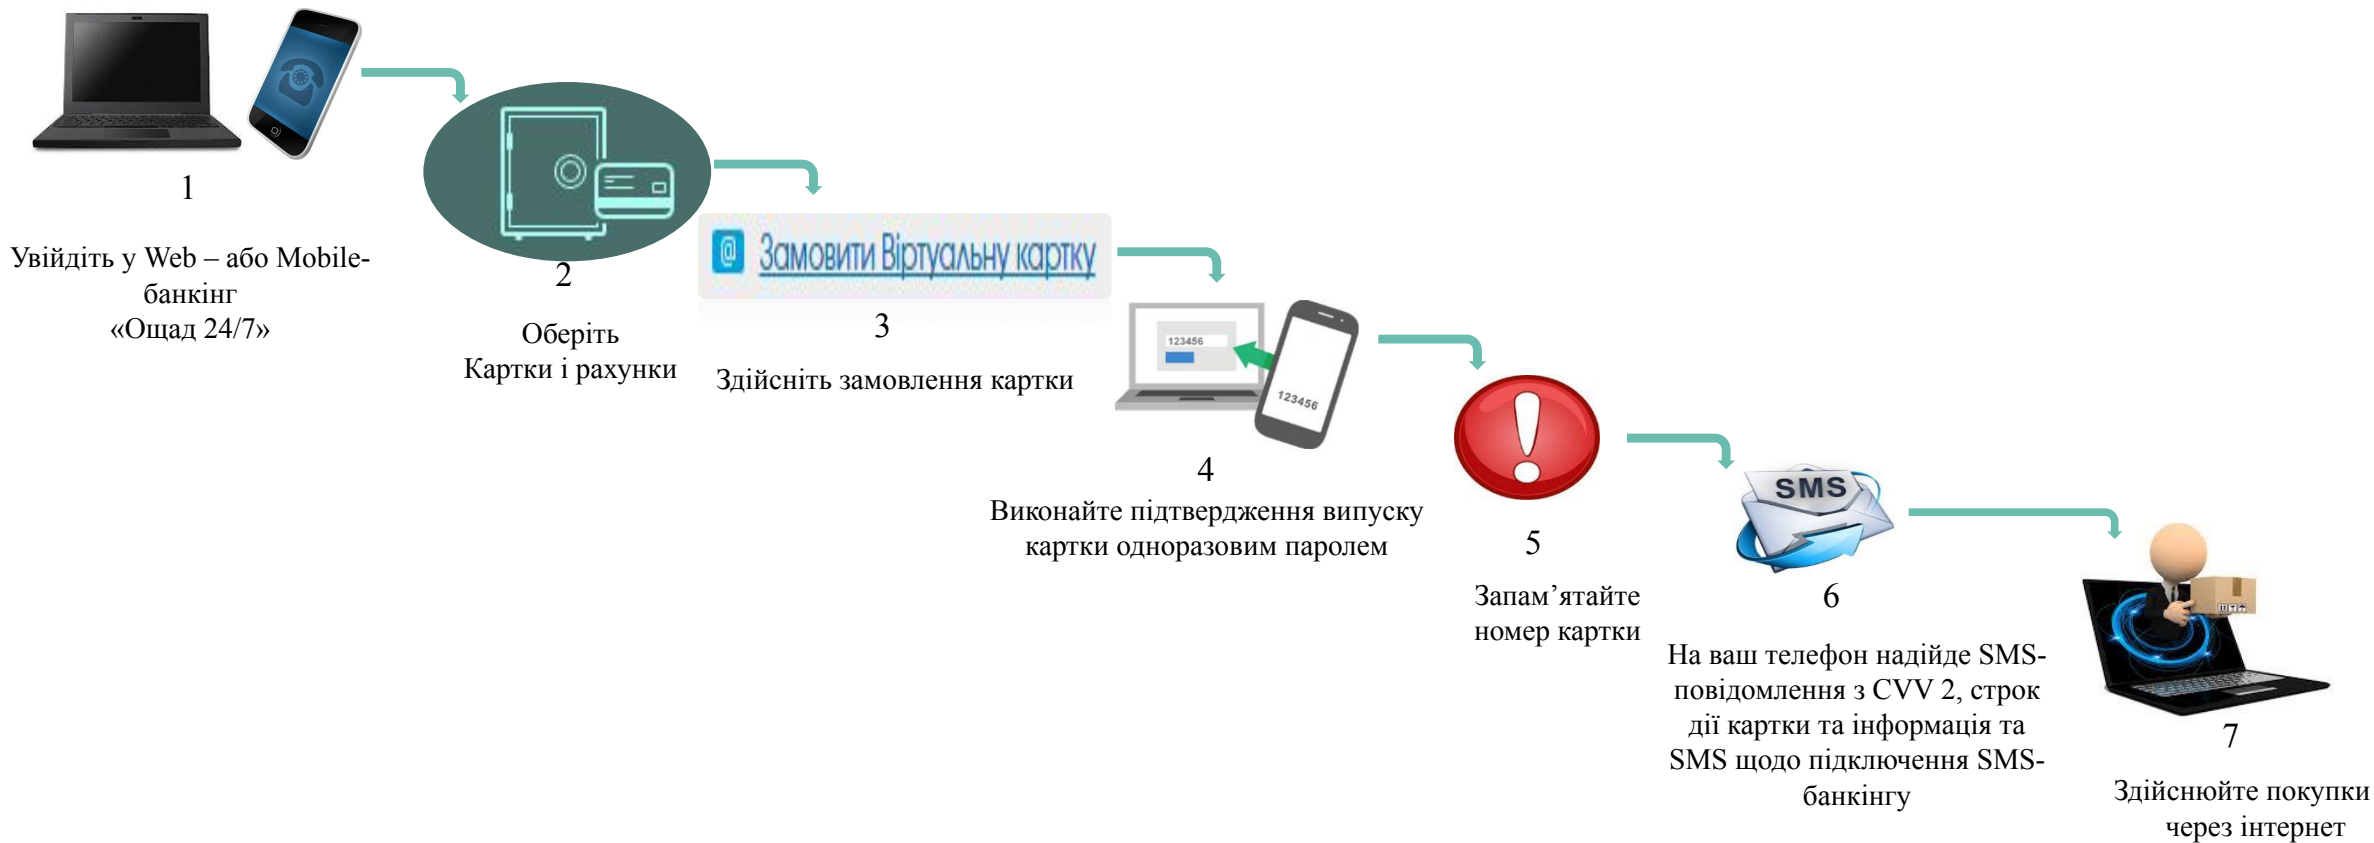 1
Увійдіть у Web – або Mobile-
банкінг
«Ощад 24/7»
2
Оберіть
Картки і рахунки
@ Замовити Віртуальну картку
3
Здійсніть замовлення картки
123456
123456
4
Виконайте підтвердження випуску
картки одноразовим паролем
5
Запам’ятайте
номер картки
SMS
6
На ваш телефон надійде SMS-
повідомлення з CVV 2, строк
дії картки та інформація та
SMS щодо підключення SMS-
банкінгу
7
Здійснюйте покупки
через інтернет